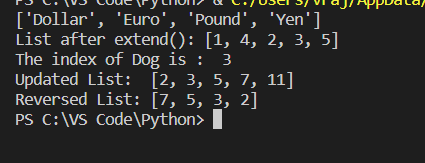 PS C:\VS Code\Python> & C:/Users/vraj/AppData/
['Dollar', 'Euro', 'Pound', 'Yen']
List after extend(): [1, 4, 2, 3, 5]
The index of Dog is :  3
Updated List:  [2, 3, 5, 7, 11]
Reversed List: [7, 5, 3, 2]
PS C:\VS Code\Python>